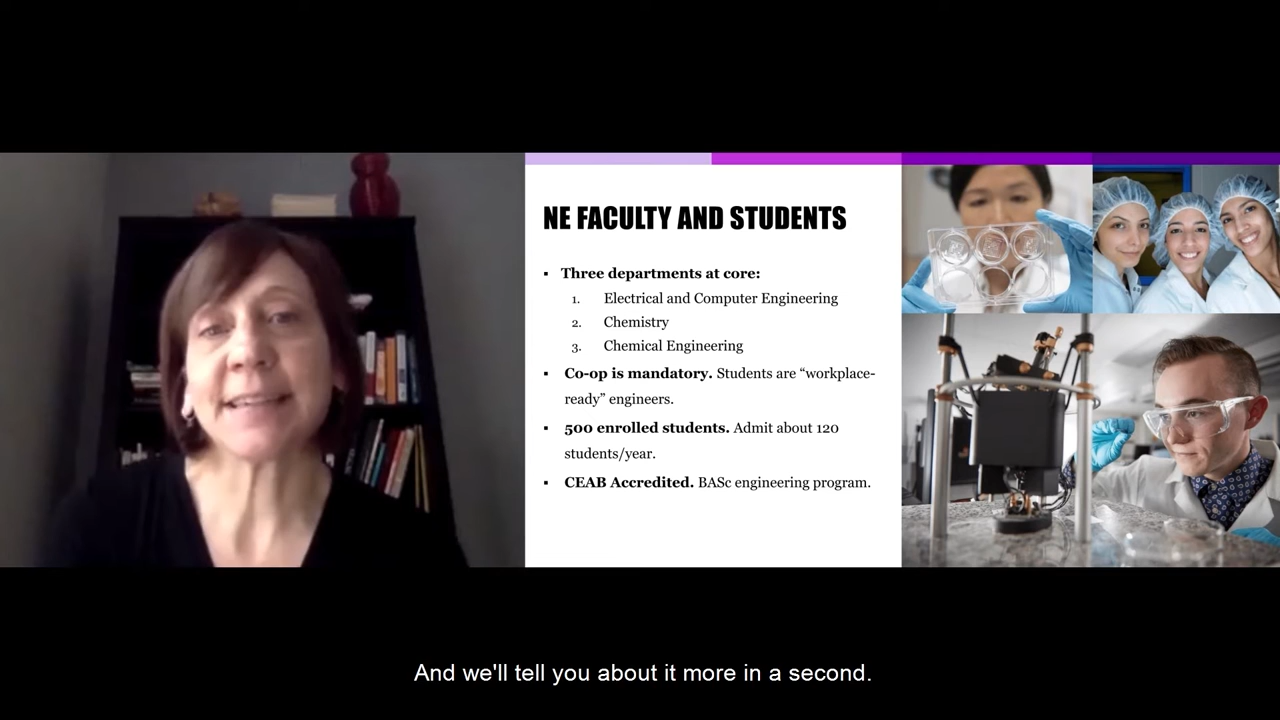 NE FACULTY AND STUDENTS
▪ Three departments at core:
1. Electrical and Computer Engineering
2. Chemistry
3. Chemical Engineering
▪ Co-op is mandatory. Students are “workplace-
ready” engineers.
▪ 500 enrolled students. Admit about 120
students/year.
▪ CEAB Accredited. BASc engineering program.
And we'll tell you about it more in a second.